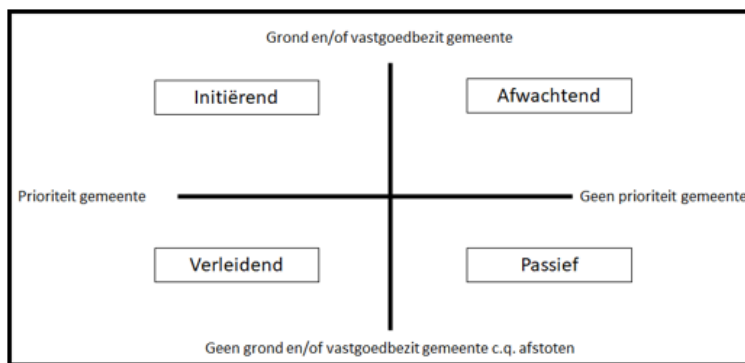 Grond en/of vastgoedbezit gemeente
Initiërend
Afwachtend
Prioriteit gemeente
Geen prioriteit gemeente
Verleidend
Passief
Geen grond en/of vastgoedbezit gemeente c.q. afstoten